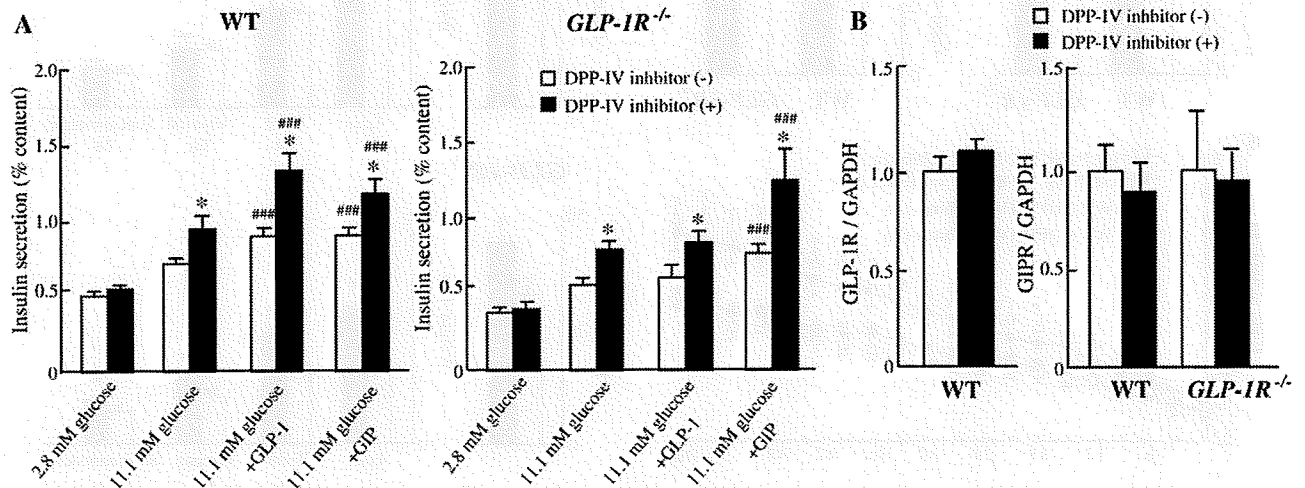 A
WT
GLP-1R-/-
Insulin secretion (% content)
2.0
1.5
1.0
0.5
0
###
*
###
*
*
###
###
2.8 mM glucose
11.1 mM glucose
11.1 mM glucose
+GLP-1
11.1 mM glucose
+GIP
Insulin secretion (% content)
2.0
1.5
1.0
0.5
0
DPP-IV inhbitor (-)
DPP-IV inhibitor (+)
###
*
*
*
###
2.8 mM glucose
11.1 mM glucose
11.1 mM glucose
+GLP-1
11.1 mM glucose
+GIP
B
DPP-IV inhbitor (-)
DPP-IV inhibitor (+)
GLP-1R / GAPDH
1.5
1.0
0.5
0
WT
GIPR / GAPDH
1.5
1.0
0.5
0
WT
GLP-1R-/-